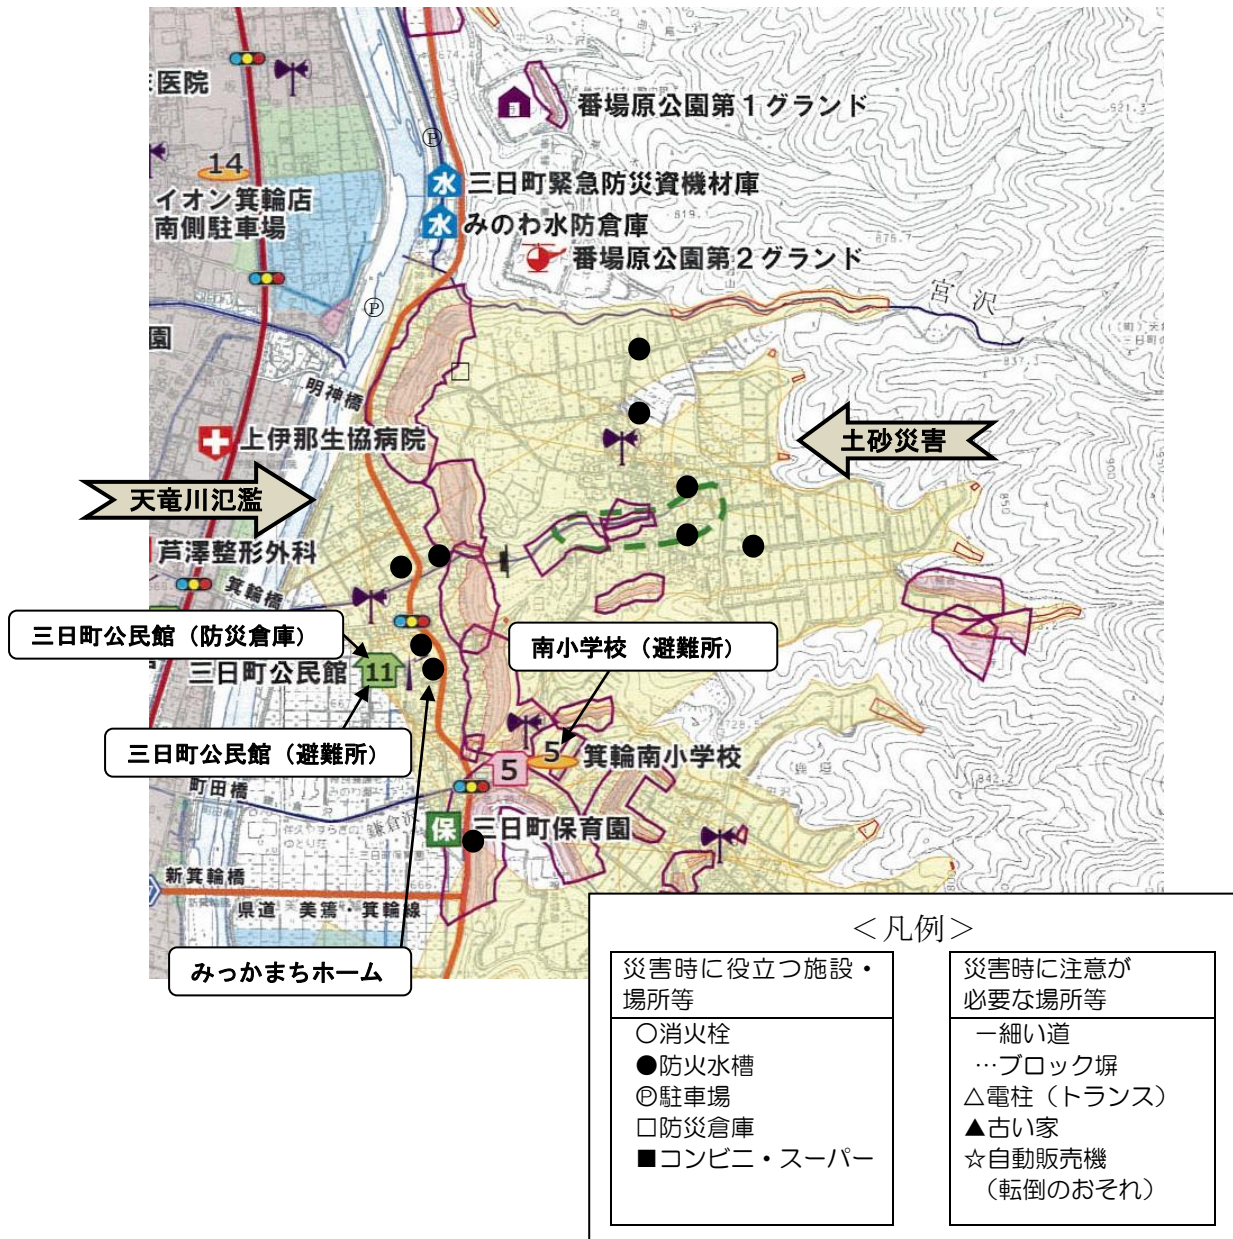 医院
14
イオン箕輪店
南側駐車場
Ⓟ
番場原公園第１グランド
水
三日町緊急防災資機材庫
水
みのわ水防倉庫
番場原公園第２グランド
宮沢
Ⓟ
園
明神橋
上伊那生協病院
土砂災害
天竜川氾濫
芦澤整形外科
箕輪橋
三日町公民館（防災倉庫）
三日町公民館
11
南小学校（避難所）
三日町公民館（避難所）
5
5
箕輪南小学校
町田橋
鎌倉沢
保
三日町保育園
新箕輪橋
県道 美篶・箕輪線
みっかまちホーム
＜凡例＞
災害時に役立つ施設・
場所等
○消火栓
●防火水槽
Ⓟ駐車場
□防災倉庫
■コンビニ・スーパー
災害時に注意が
必要な場所等
－細い道
…ブロック塀
△電柱（トランス）
▲古い家
☆自動販売機
（転倒のおそれ）